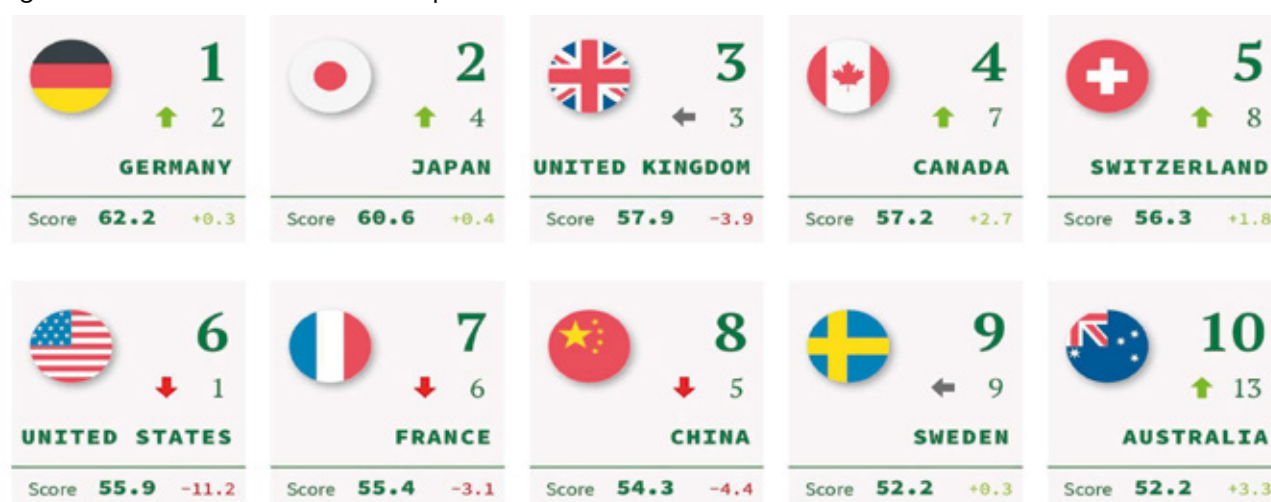 1 2 3 4 5
2 4 3 7 8
GERMANY JAPAN UNITED KINGDOM CANADA SWITZERLAND
Score 62.2 +0.3 Score 60.6 +0.4 Score 57.9 -3.9 Score 57.2 +2.7 Score 56.3 +1.8
6 7 8 9 10
1 6 5 9 13
UNITED STATES FRANCE CHINA SWEDEN AUSTRALIA
Score 55.9 -11.2 Score 55.4 -3.1 Score 54.3 -4.4 Score 52.2 +0.3 Score 52.2 +3.3